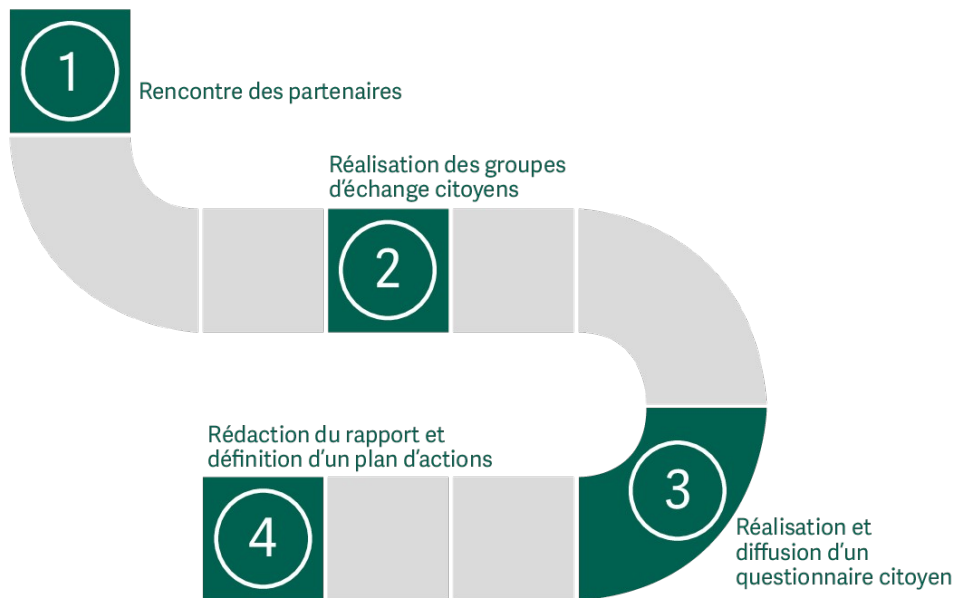 1
Rencontre des partenaires
Réalisation des groupes
d’échange citoyens
2
3
Réalisation et
diffusion d’un
questionnaire citoyen
Rédaction du rapport et
définition d’un plan d’actions
4